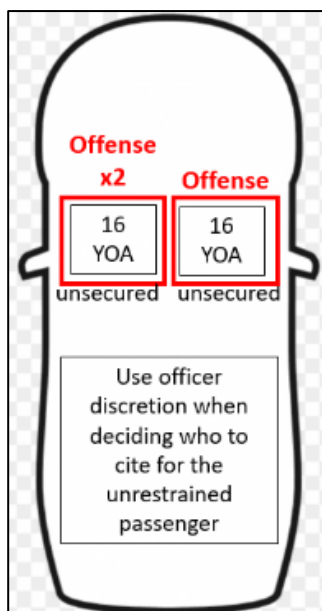 Offense
x2
Offense
16
YOA
16
YOA
unsecured
unsecured
Use officer
discretion when
deciding who to
cite for the
unrestrained
passenger